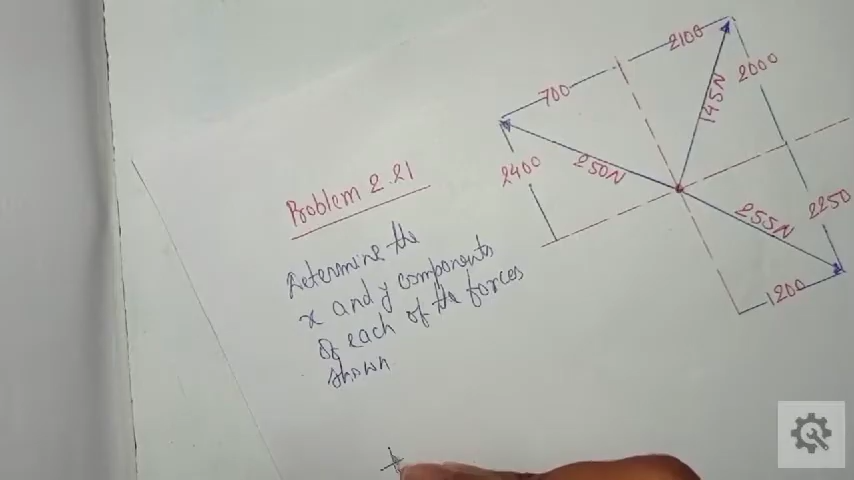 Problem 2.21
Determine the
x and y components
of each of the forces
shown.
700
2100
2000
145N
2400
250N
255N
2250
1200